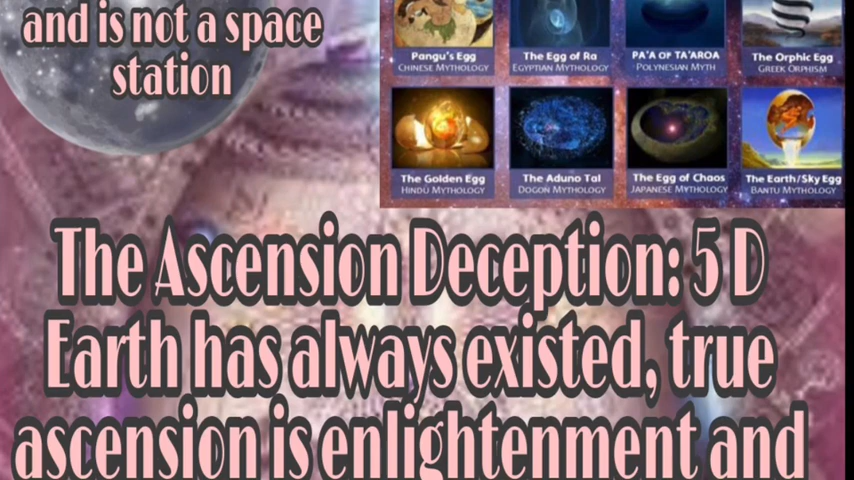 and is not a space
station
Pangu's Egg
CHINESE MYTHOLOGY
The Egg of Ra
EGYPTIAN MYTHOLOGY
PA'A OF TA'AROA
POLYNESIAN MYTH
The Orphic Egg
GREEK ORPHISM
The Golden Egg
HINDU MYTHOLOGY
The Aduno Tal
DOGON MYTHOLOGY
The Egg of Chaos
JAPANESE MYTHOLOGY
The Earth/Sky Egg
BANTU MYTHOLOGY
The Ascension Deception: 5 D
Earth has always existed, true
ascension is enlightenment and